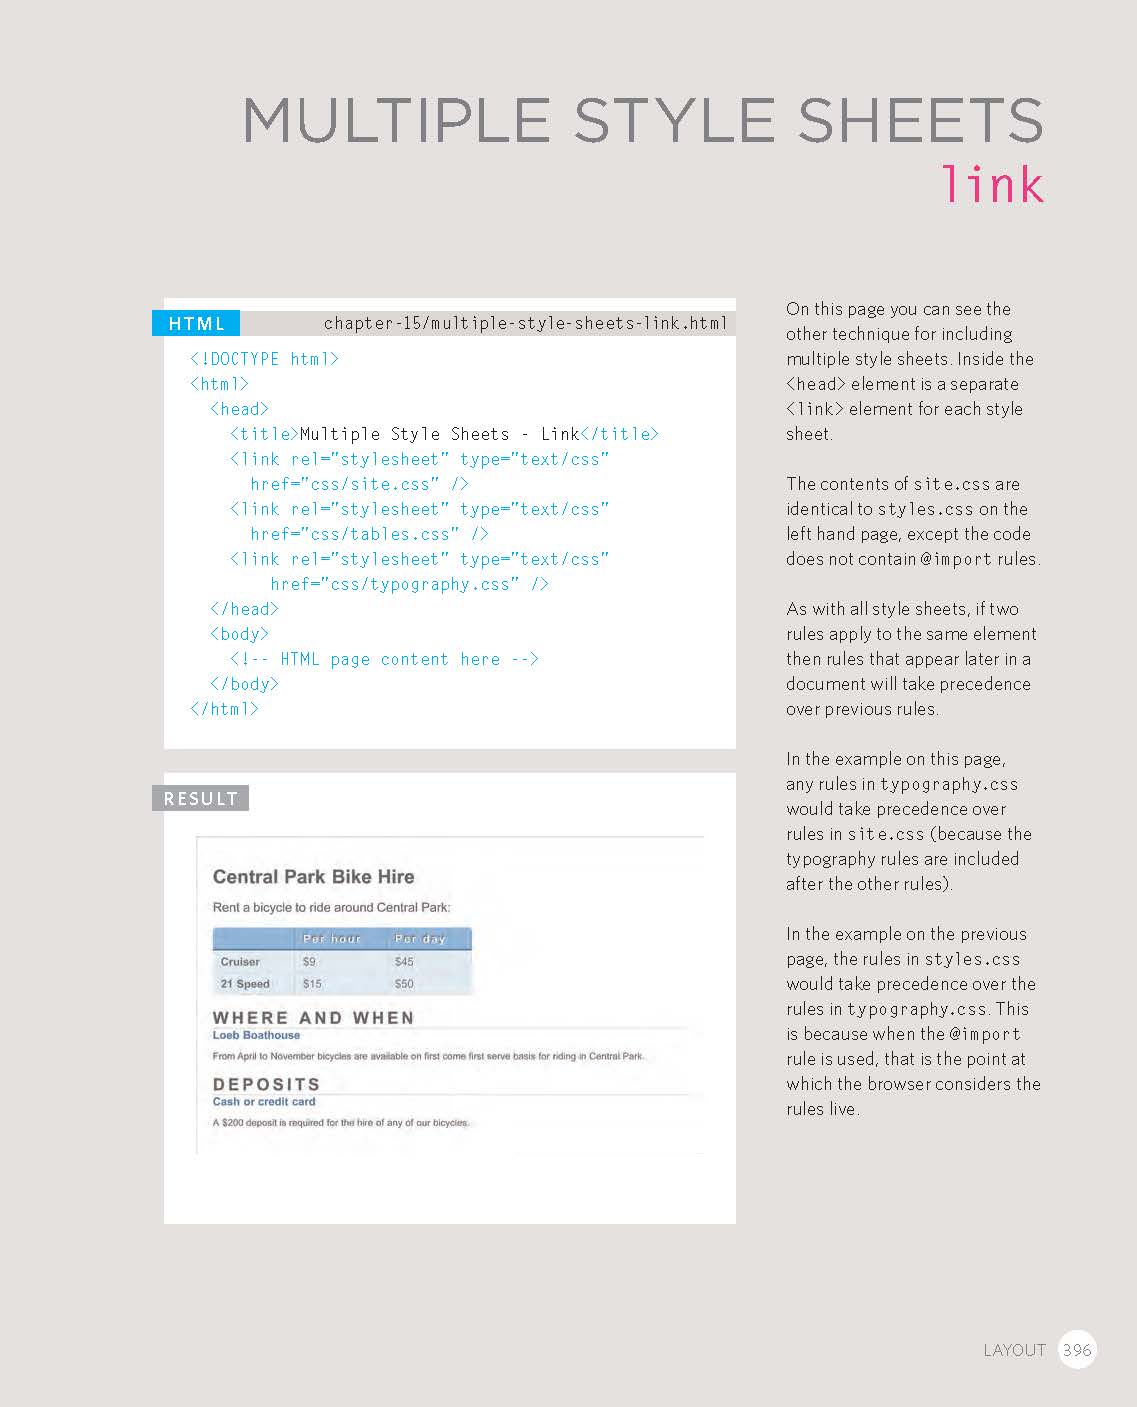 MULTIPLE STYLE SHEETS
link
HTML chapter-15/multiple-style-sheets-link.html
<!DOCTYPE html>
<html>
<head>
<title>Multiple Style Sheets - Link</title>
<link rel="stylesheet" type="text/css"
href="css/site.css" />
<link rel="stylesheet" type="text/css"
href="css/tables.css" />
<link rel="stylesheet" type="text/css"
href="css/typography.css" />
</head>
<body>
<!-- HTML page content here -->
</body>
</html>
RESULT
Central Park Bike Hire
Rent a bicycle to ride around Central Park:
Per hour Per day
Cruiser $9 $45
21 Speed $15 $50
WHERE AND WHEN
Loeb Boathouse
From April to November bicycles are available on first come first serve basis for riding in Central Park.
DEPOSITS
Cash or credit card
A $200 deposit is required for the hire of any of our bicycles.
On this page you can see the
other technique for including
multiple style sheets. Inside the
<head> element is a separate
<link> element for each style
sheet.
The contents of site.css are
identical to styles.css on the
left hand page, except the code
does not contain @import rules.
As with all style sheets, if two
rules apply to the same element
then rules that appear later in a
document will take precedence
over previous rules.
In the example on this page,
any rules in typography.css
would take precedence over
rules in site.css (because the
typography rules are included
after the other rules).
In the example on the previous
page, the rules in styles.css
would take precedence over the
rules in typography.css. This
is because when the @import
rule is used, that is the point at
which the browser considers the
rules live.
LAYOUT 396